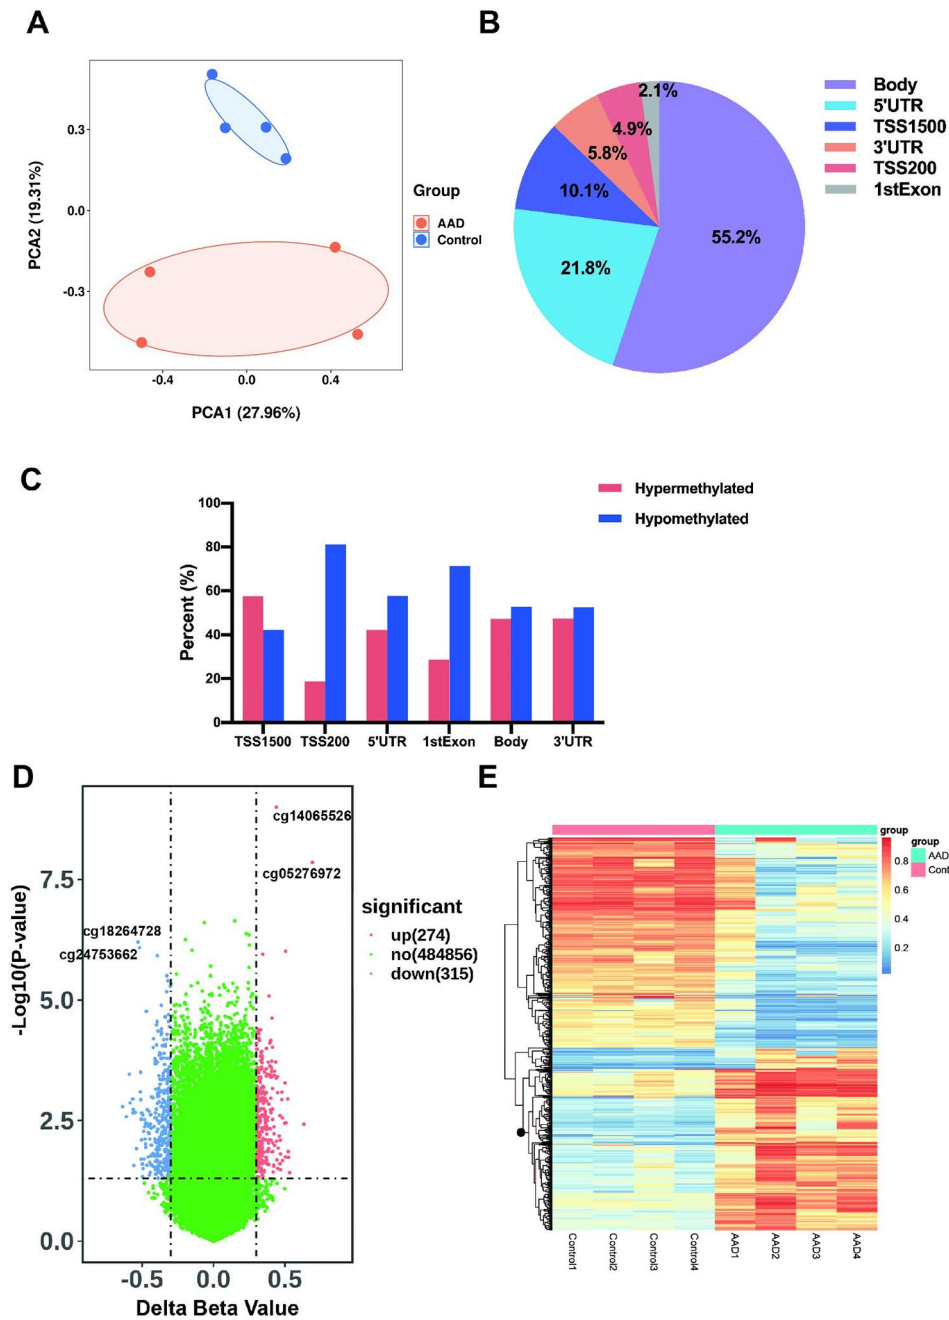 A
PCA2 (19.31%)
0.3
0.0
-0.3
-0.4
0.0
0.4
PCA1 (27.96%)
Group
AAD
Control
B
2.1%
4.9%
5.8%
10.1%
21.8%
55.2%
Body
5'UTR
TSS1500
3'UTR
TSS200
1stExon
C
Hypermethylated
Hypomethylated
Percent (%)
100
80
60
40
20
0
TSS1500 TSS200 5'UTR 1stExon Body 3'UTR
D
-Log10(P-value)
7.5
5.0
2.5
0.0
cg14065526
cg05276972
cg18264728
cg24753662
-0.5 0.0 0.5
Delta Beta Value
significant
up(274)
no(484856)
down(315)
E
group
0.8
0.6
0.4
0.2
group
AAD
Cont
Control1
Control2
Control3
Control4
AAD1
AAD2
AAD3
AAD4